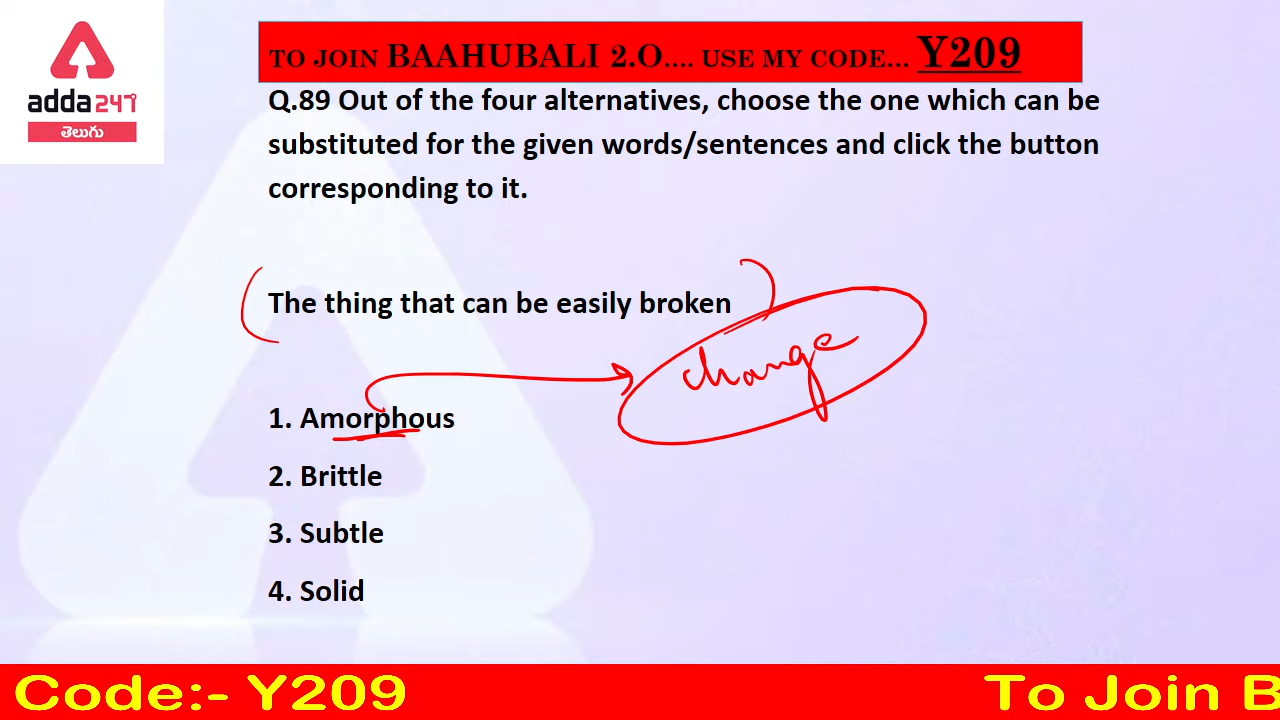 TO JOIN BAAHUBALI 2.O.... USE MY CODE... Y209
adda247
తెలుగు
Q.89 Out of the four alternatives, choose the one which can be
substituted for the given words/sentences and click the button
corresponding to it.
The thing that can be easily broken
change
1. Amorphous
2. Brittle
3. Subtle
4. Solid
Code:- Y209
To Join B